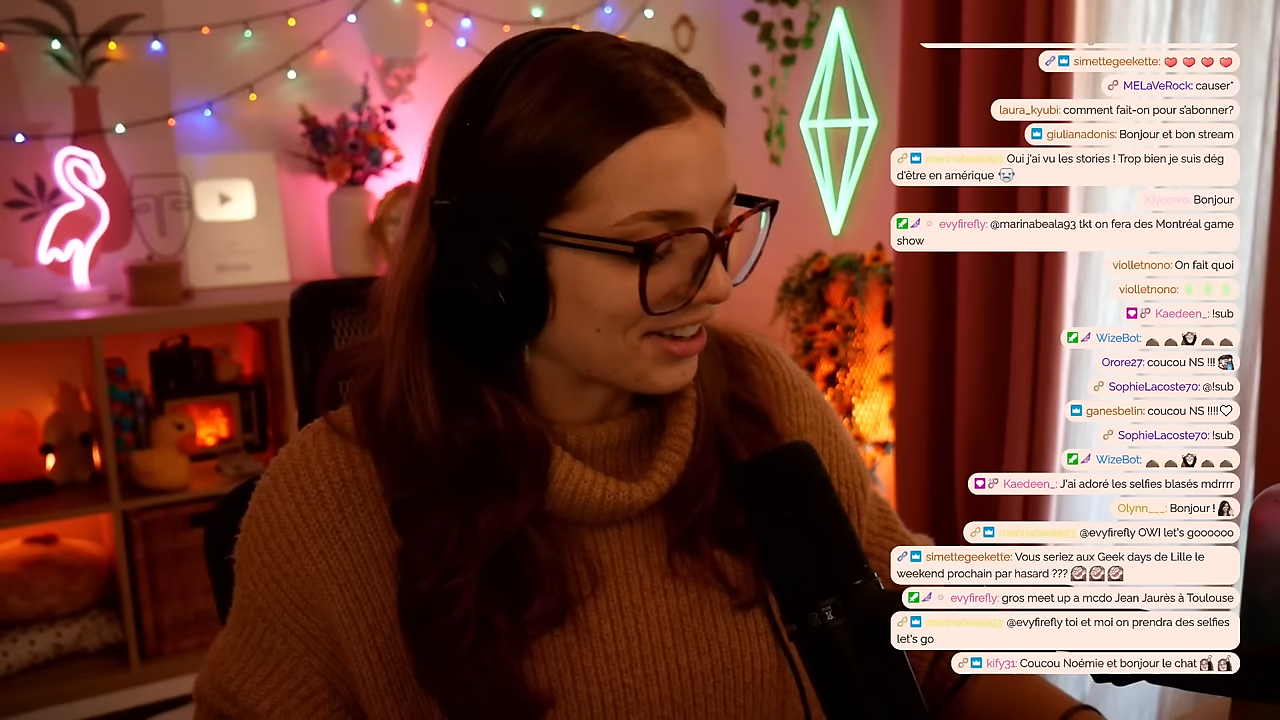 simettegeekette:
MELaVeRock: causer*
laura_kyubi: comment fait-on pour s'abonner?
giulianadonis: Bonjour et bon stream
marinabeala93: Oui j'ai vu les stories ! Trop bien je suis dég
d'être en amérique
Kiyoowo: Bonjour
evyfirefly: @marinabeala93 tkt on fera des Montréal game
show
violletnono: On fait quoi
violletnono:
Kaedeen_: !sub
WizeBot:
Orore27: coucou NS !!!
SophieLacoste70: @!sub
ganesbelin: coucou NS !!!!
SophieLacoste70: !sub
WizeBot:
Kaedeen_: J'ai adoré les selfies blasés mdrrrr
Olynn___: Bonjour !
marinabeala93: @evyfirefly OWI let's goooooo
simettegeekette: Vous seriez aux Geek days de Lille le
weekend prochain par hasard ???
evyfirefly: gros meet up a mcdo Jean Jaurès à Toulouse
marinabeala93: @evyfirefly toi et moi on prendra des selfies
let's go
kify31: Coucou Noémie et bonjour le chat